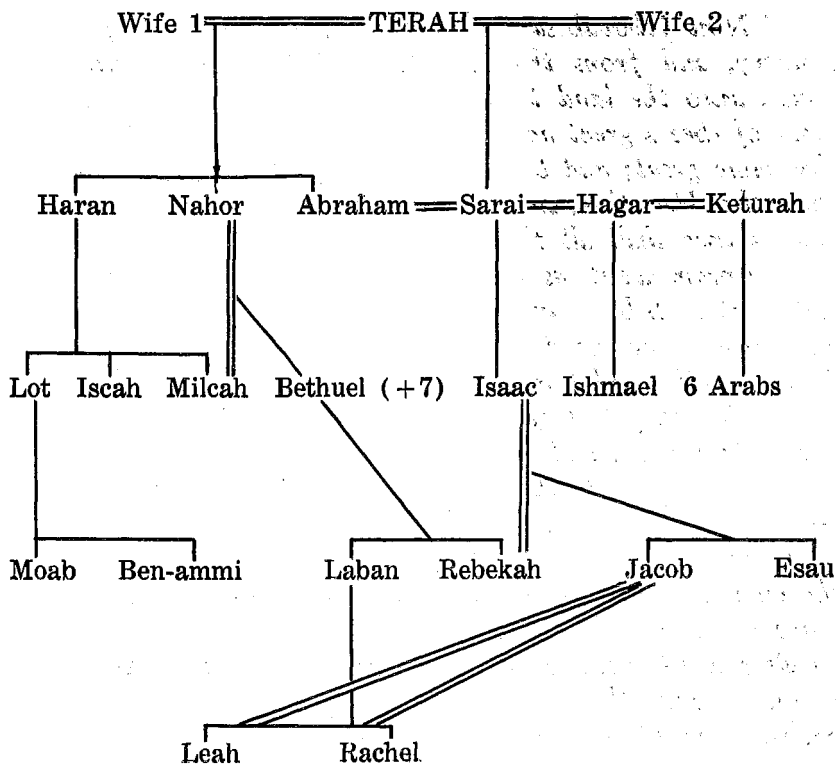 Wife 1 TERAH Wife 2
Haran Nahor Abraham Sarai Hagar Keturah
Lot Iscah Milcah Bethuel (+7) Isaac Ishmael 6 Arabs
Moab Ben-ammi Laban Rebekah Jacob Esau
Leah Rachel